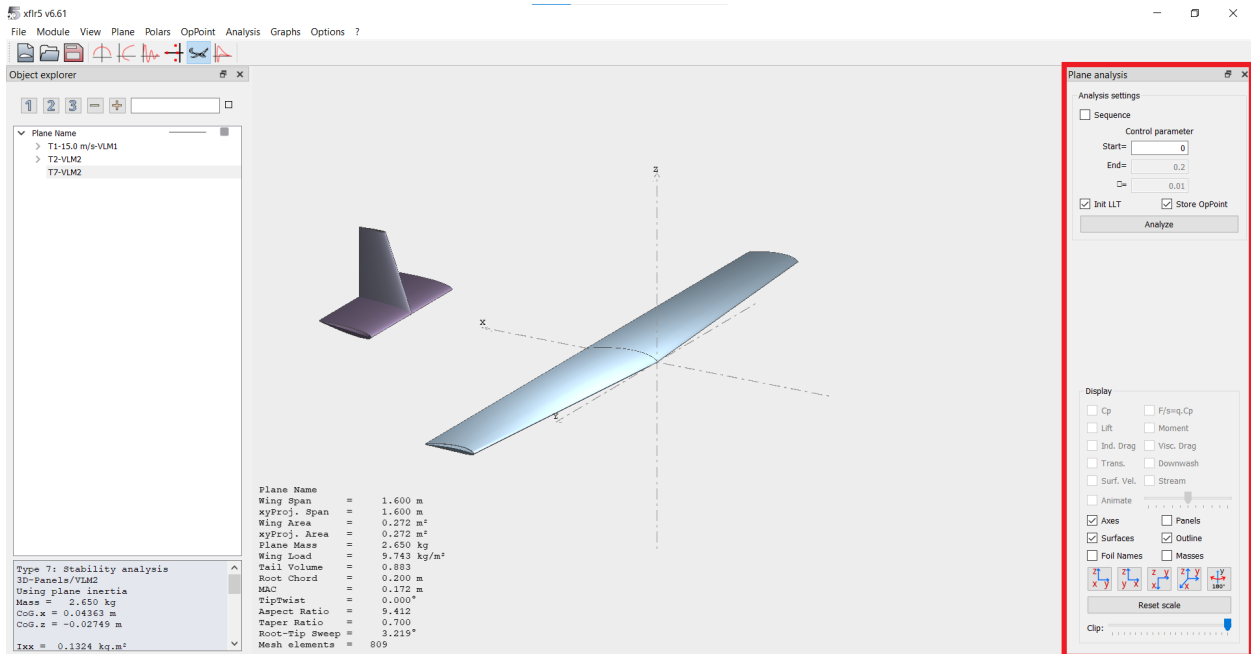 xflr5 v6.61
File Module View Plane Polars OpPoint Analysis Graphs Options ?
Object explorer
1 2 3
Plane Name
T1-15.0 m/s-VLM1
T2-VLM2
T7-VLM2
Type 7: Stability analysis
3D-Panels/VLM2
Using plane inertia
Mass = 2.650 kg
CoG.x = 0.04363 m
CoG.z = -0.02749 m
Ixx = 0.1324 kg.m²
Z
X
Y
Plane Name
Wing Span = 1.600 m
xyProj. Span = 1.600 m
Wing Area = 0.272 m²
xyProj. Area = 0.272 m²
Plane Mass = 2.650 kg
Wing Load = 9.743 kg/m²
Tail Volume = 0.883
Root Chord = 0.200 m
MAC = 0.172 m
TipTwist = 0.000°
Aspect Ratio = 9.412
Taper Ratio = 0.700
Root-Tip Sweep = 3.219°
Mesh elements = 809
Plane analysis
Analysis settings
Sequence
Control parameter
Start= 0
End= 0.2
□= 0.01
Init LLT Store OpPoint
Analyze
Display
Cp F/s=q.Cp
Lift Moment
Ind. Drag Visc. Drag
Trans. Downwash
Surf. Vel. Stream
Animate
Axes Panels
Surfaces Outline
Foil Names Masses
z x y z y x z y x z y x y 180°
Reset scale
Clip: